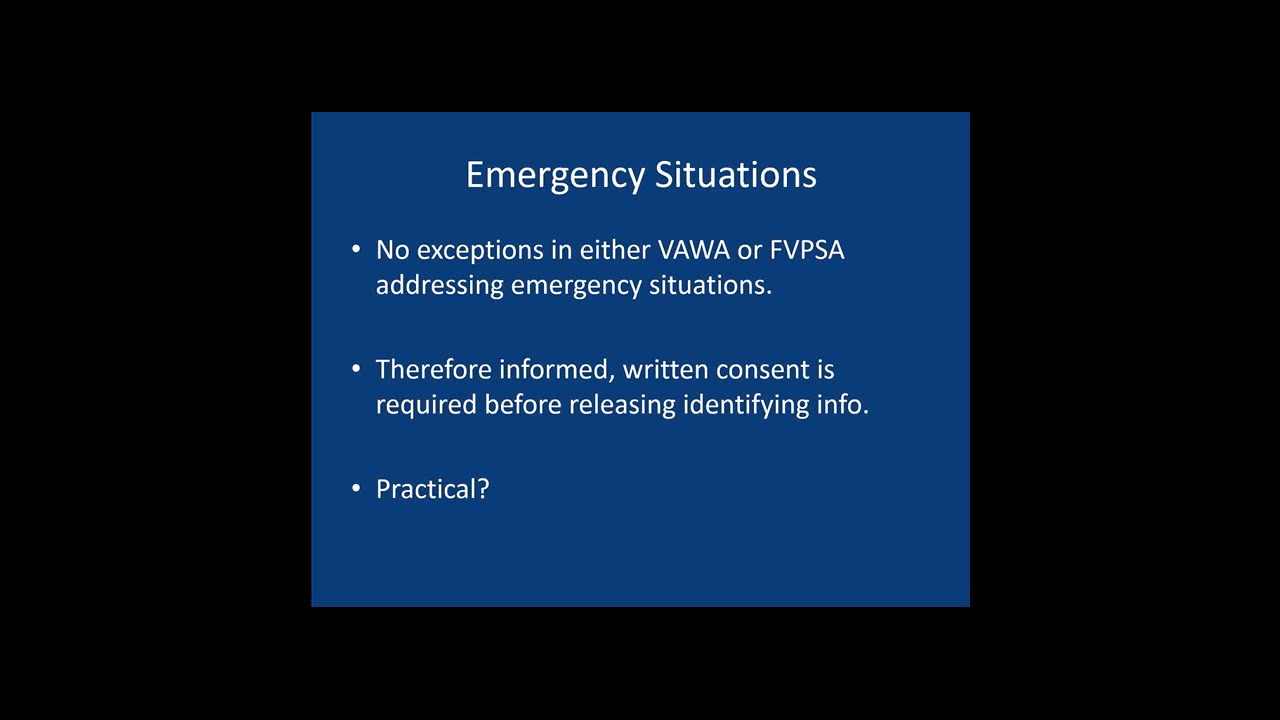 Emergency Situations
• No exceptions in either VAWA or FVPSA
addressing emergency situations.
• Therefore informed, written consent is
required before releasing identifying info.
• Practical?